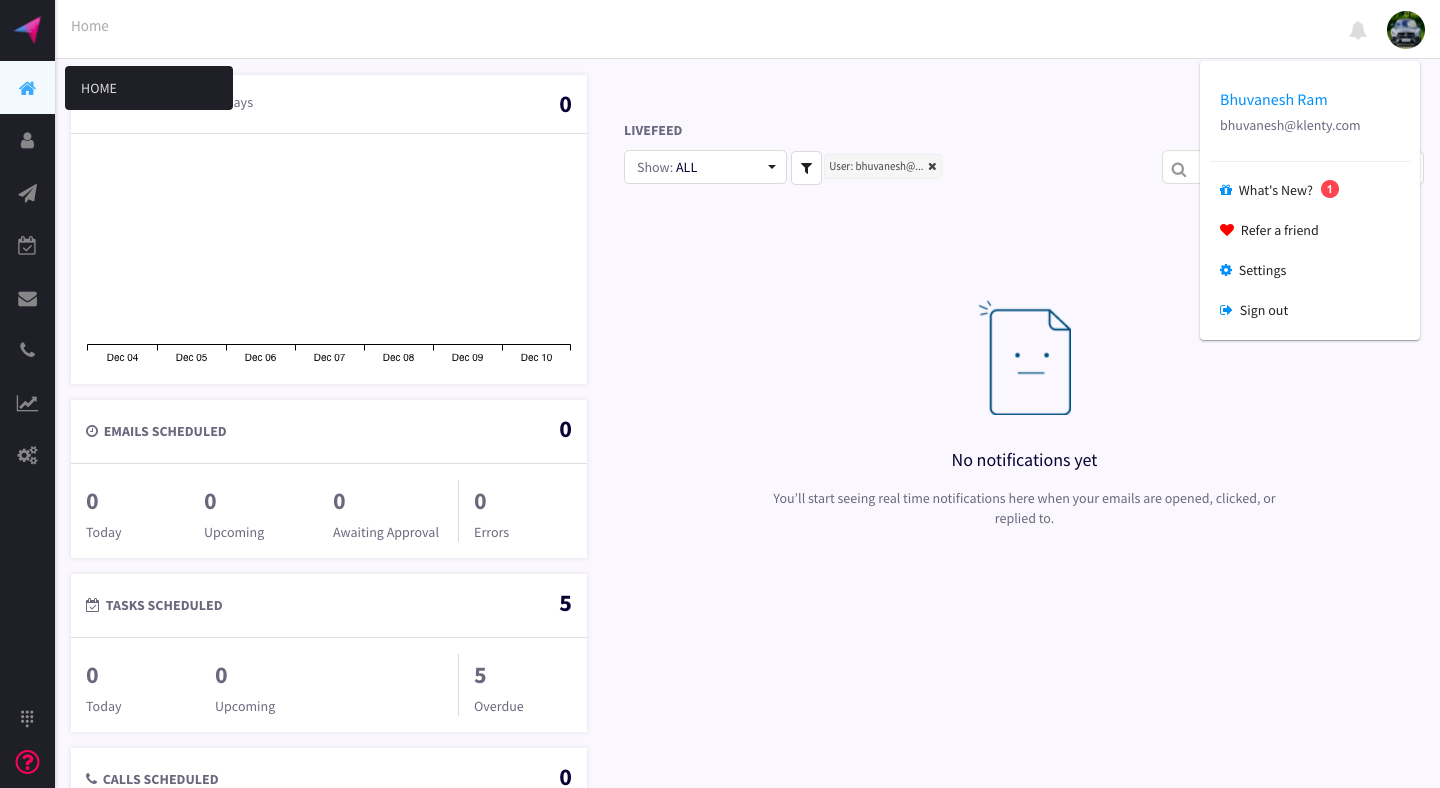 Home
HOME
ays
0
Dec 04 Dec 05 Dec 06 Dec 07 Dec 08 Dec 09 Dec 10
EMAILS SCHEDULED 0
0 0 0 0
Today Upcoming Awaiting Approval Errors
TASKS SCHEDULED 5
0 0 5
Today Upcoming Overdue
CALLS SCHEDULED 0
LIVEFEED
Show: ALL
User: bhuvanesh@... ✖
No notifications yet
You'll start seeing real time notifications here when your emails are opened, clicked, or
replied to.
Bhuvanesh Ram
bhuvanesh@klenty.com
What's New? 1
Refer a friend
Settings
Sign out
?